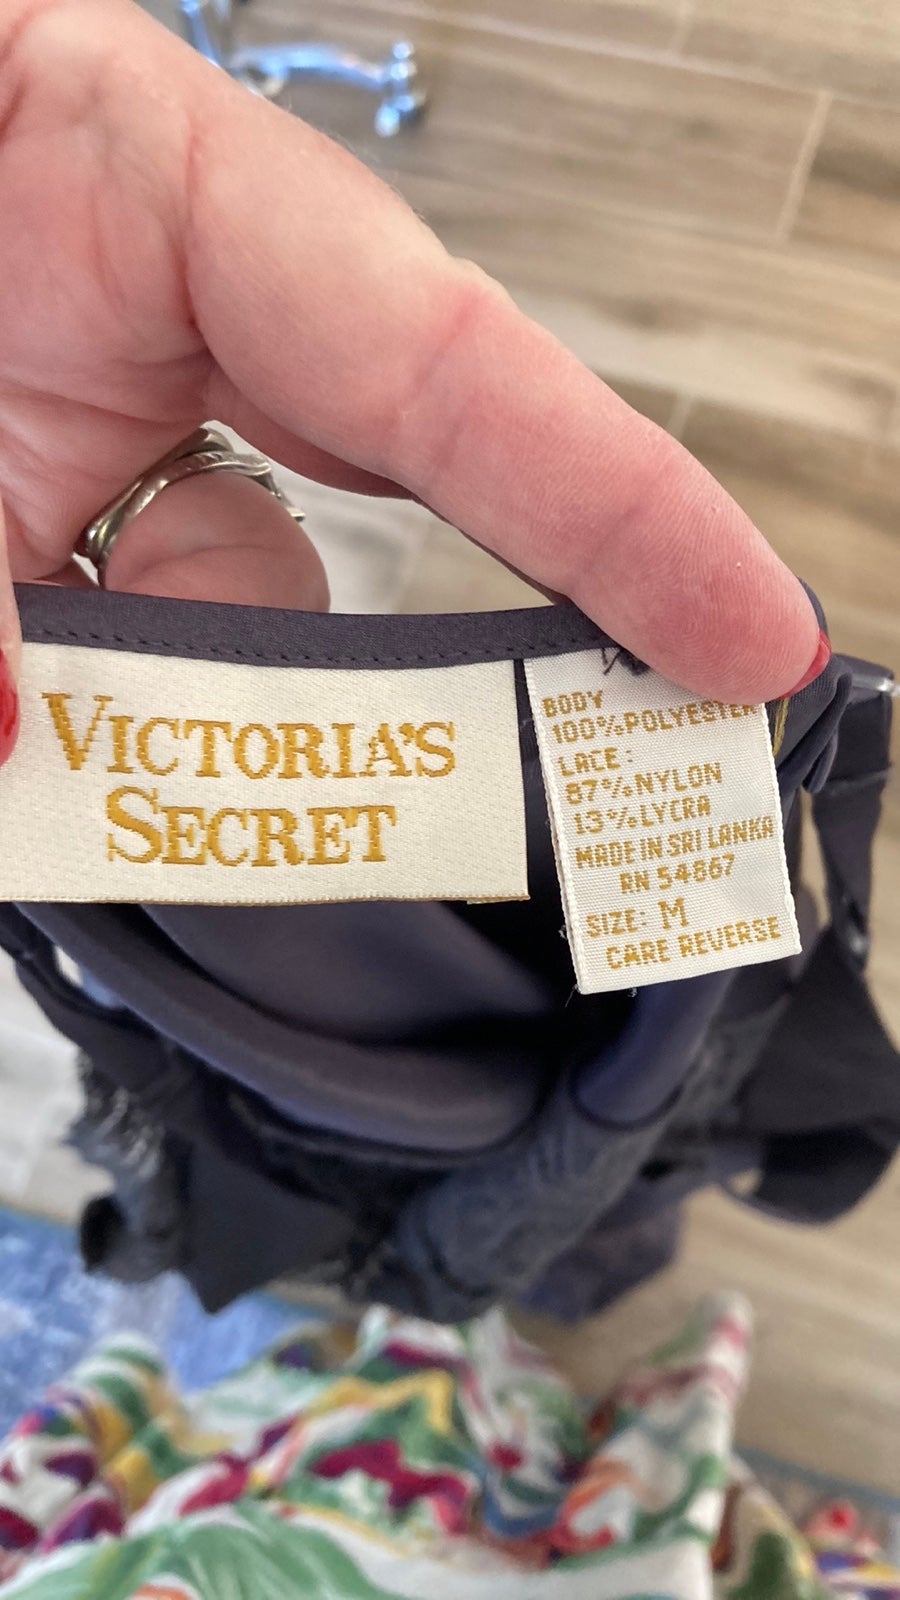 VICTORIA'S
SECRET
BODY
100%POLYESTER
LACE:
87%NYLON
13%LYCRA
MADE IN SRI LANKA
RN 54867
SIZE: M
CARE REVERSE